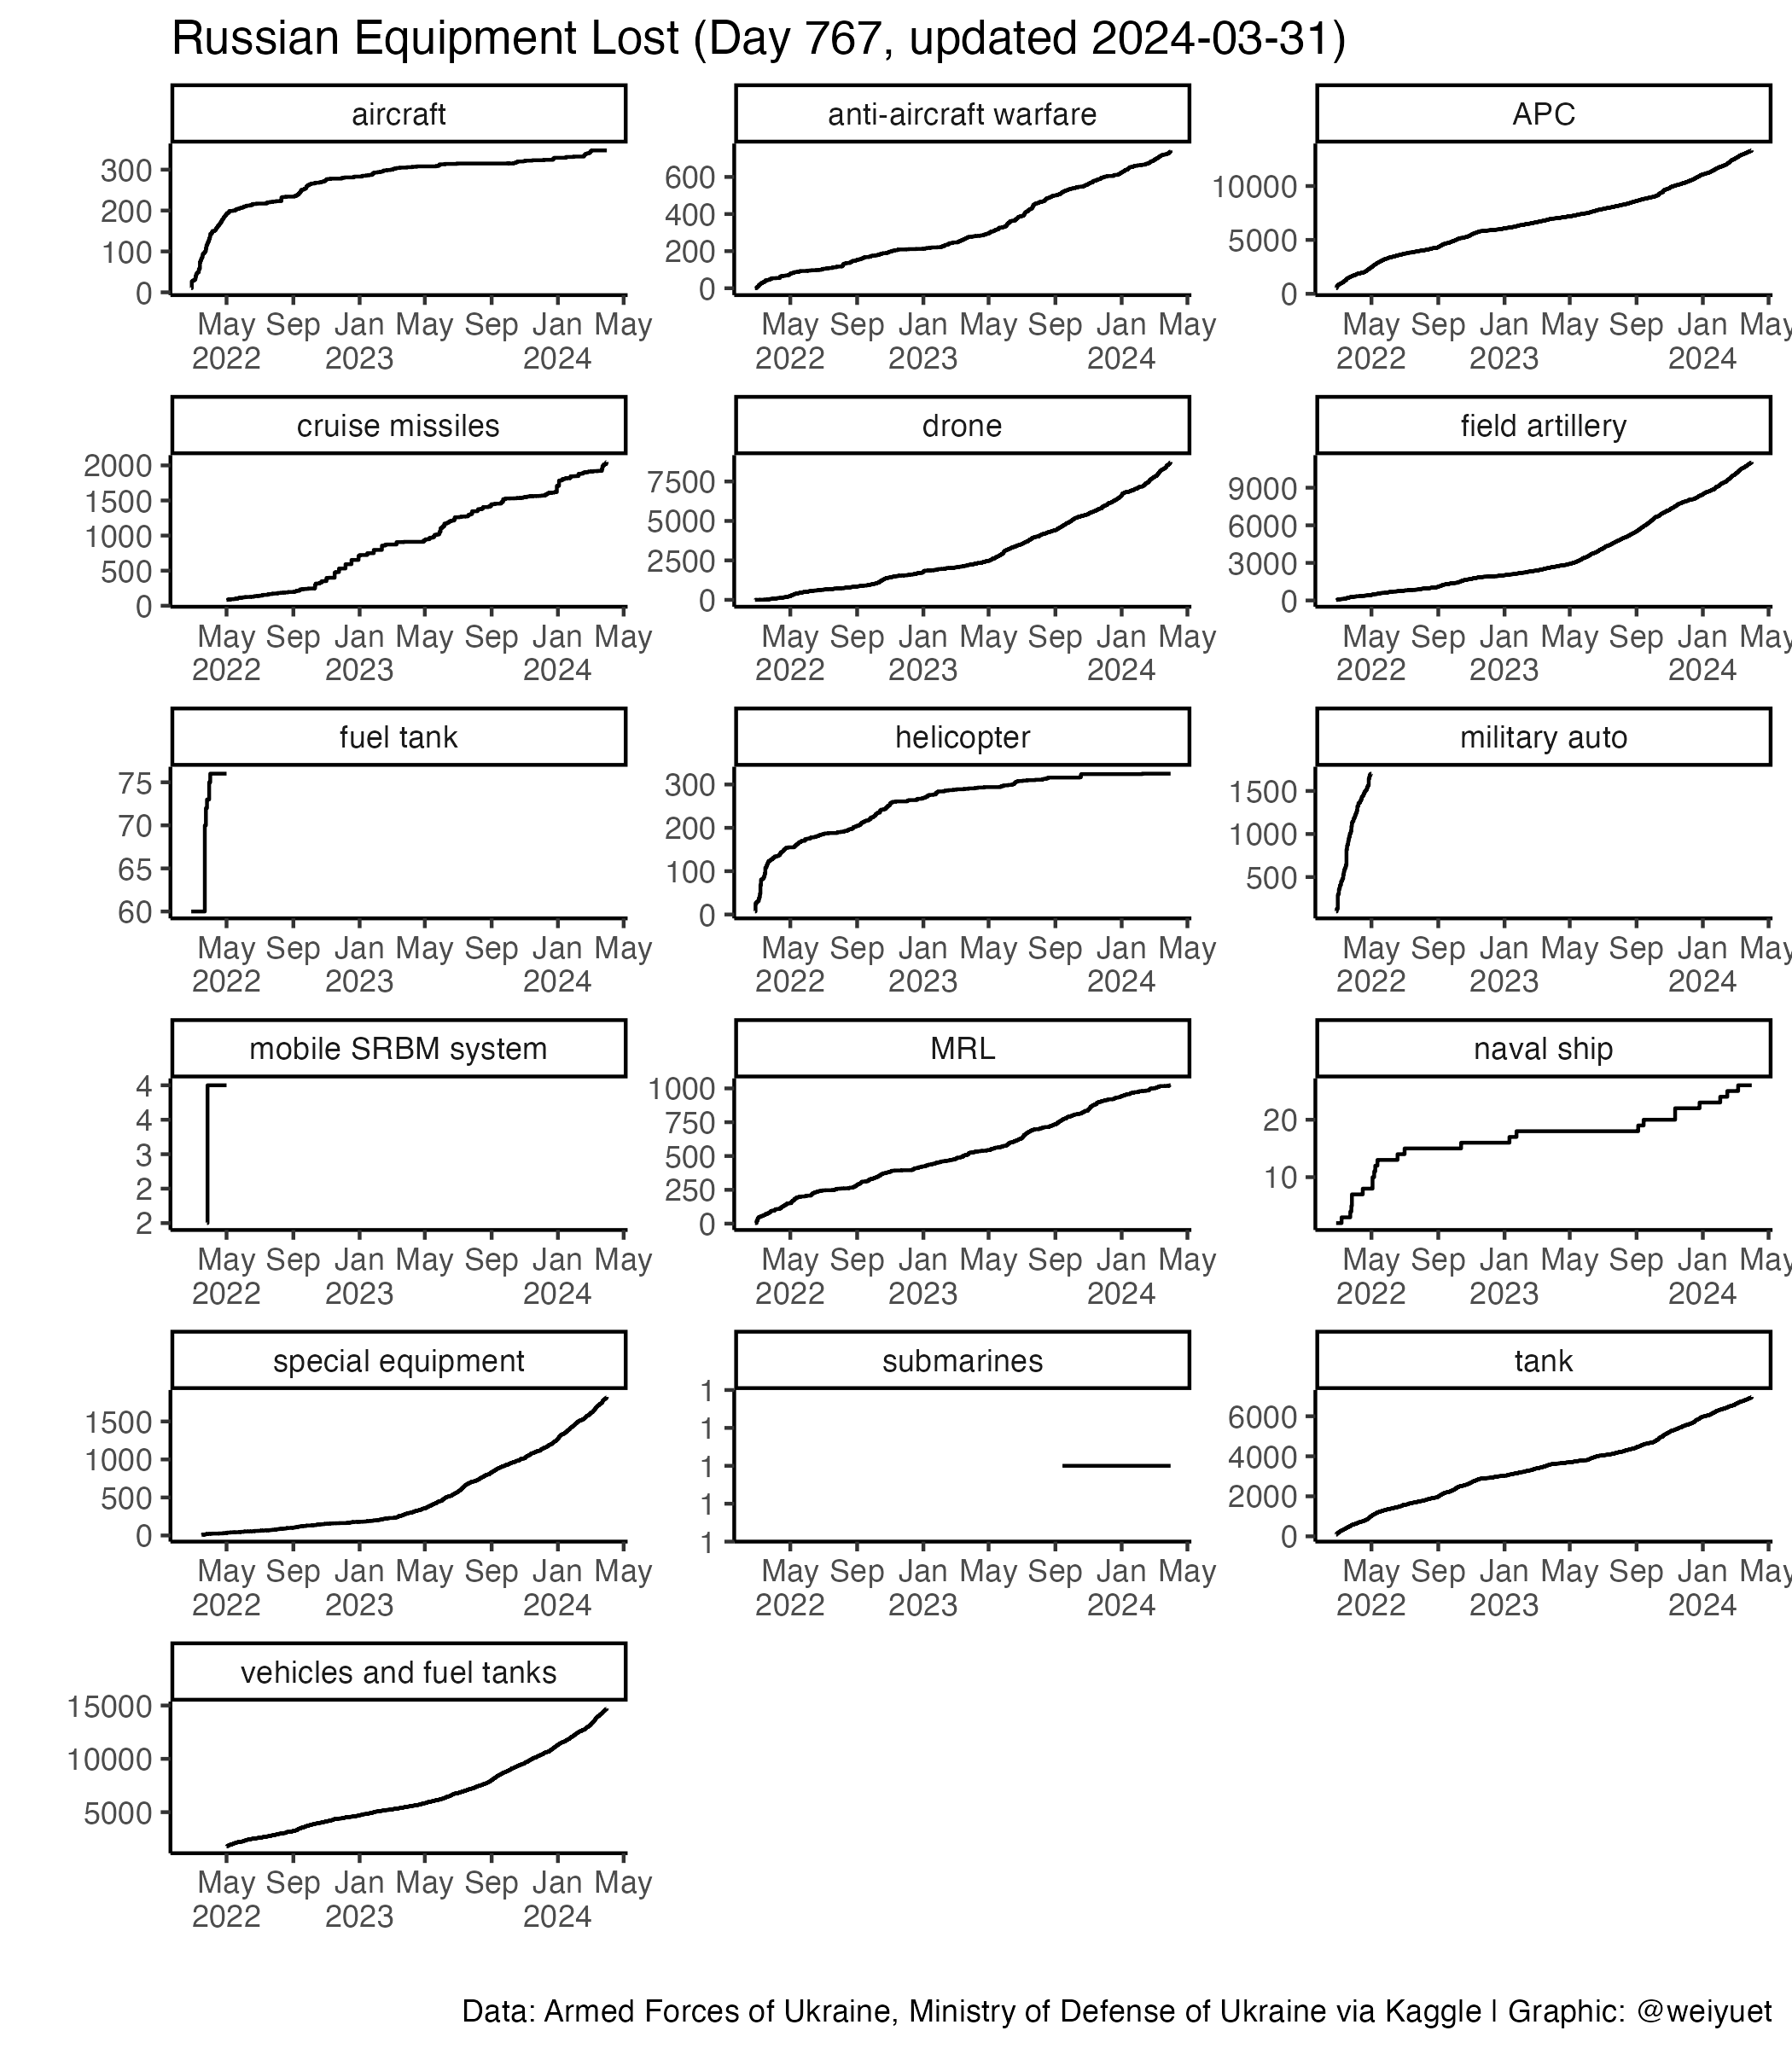 Russian Equipment Lost (Day 767, updated 2024-03-31)
aircraft
300
200
100
0
May Sep Jan May Sep Jan May
2022 2023 2024
anti-aircraft warfare
600
400
200
0
May Sep Jan May Sep Jan May
2022 2023 2024
APC
10000
5000
0
May Sep Jan May Sep Jan May
2022 2023 2024
cruise missiles
2000
1500
1000
500
0
May Sep Jan May Sep Jan May
2022 2023 2024
drone
7500
5000
2500
0
May Sep Jan May Sep Jan May
2022 2023 2024
field artillery
9000
6000
3000
0
May Sep Jan May Sep Jan May
2022 2023 2024
fuel tank
75
70
65
60
May Sep Jan May Sep Jan May
2022 2023 2024
helicopter
300
200
100
0
May Sep Jan May Sep Jan May
2022 2023 2024
military auto
1500
1000
500
May Sep Jan May Sep Jan May
2022 2023 2024
mobile SRBM system
4
4
3
2
2
May Sep Jan May Sep Jan May
2022 2023 2024
MRL
1000
750
500
250
0
May Sep Jan May Sep Jan May
2022 2023 2024
naval ship
20
10
May Sep Jan May Sep Jan May
2022 2023 2024
special equipment
1500
1000
500
0
May Sep Jan May Sep Jan May
2022 2023 2024
submarines
1
1
1
1
1
May Sep Jan May Sep Jan May
2022 2023 2024
tank
6000
4000
2000
0
May Sep Jan May Sep Jan May
2022 2023 2024
vehicles and fuel tanks
15000
10000
5000
May Sep Jan May Sep Jan May
2022 2023 2024
Data: Armed Forces of Ukraine, Ministry of Defense of Ukraine via Kaggle | Graphic: @weiyuet